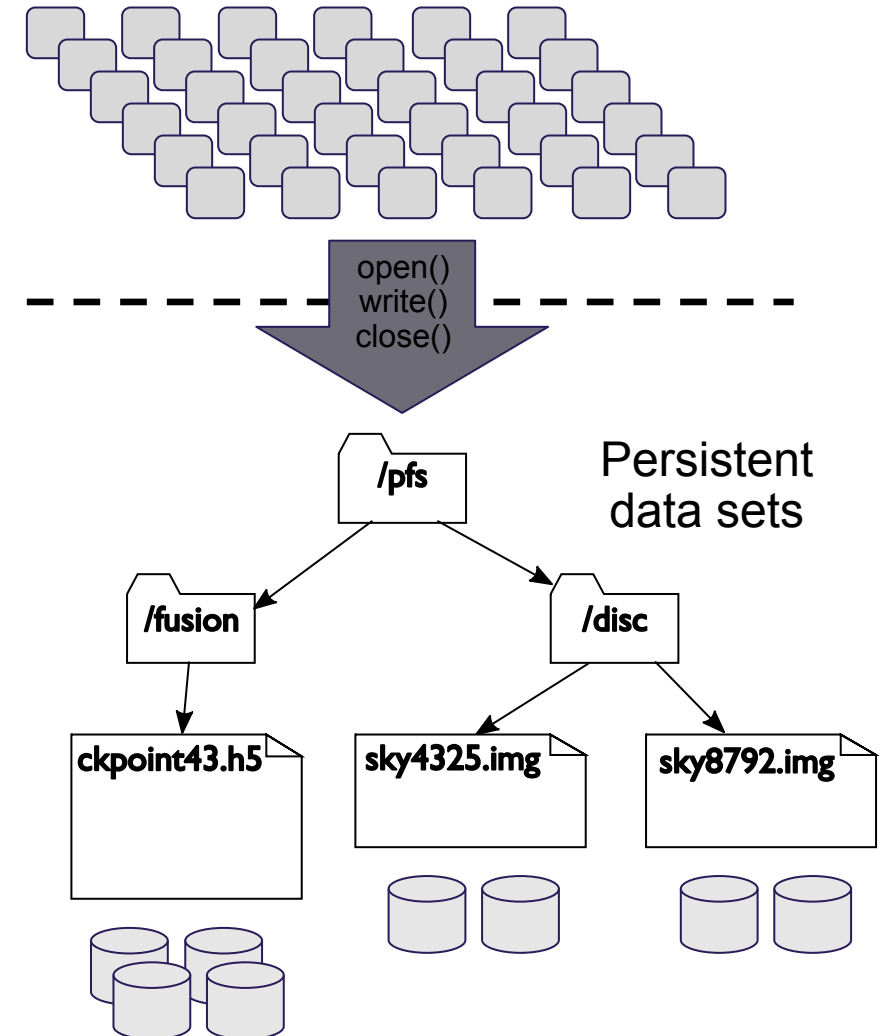 open()
write()
close()
/pfs
Persistent
data sets
/fusion
/disc
ckpoint43.h5
sky4325.img
sky8792.img